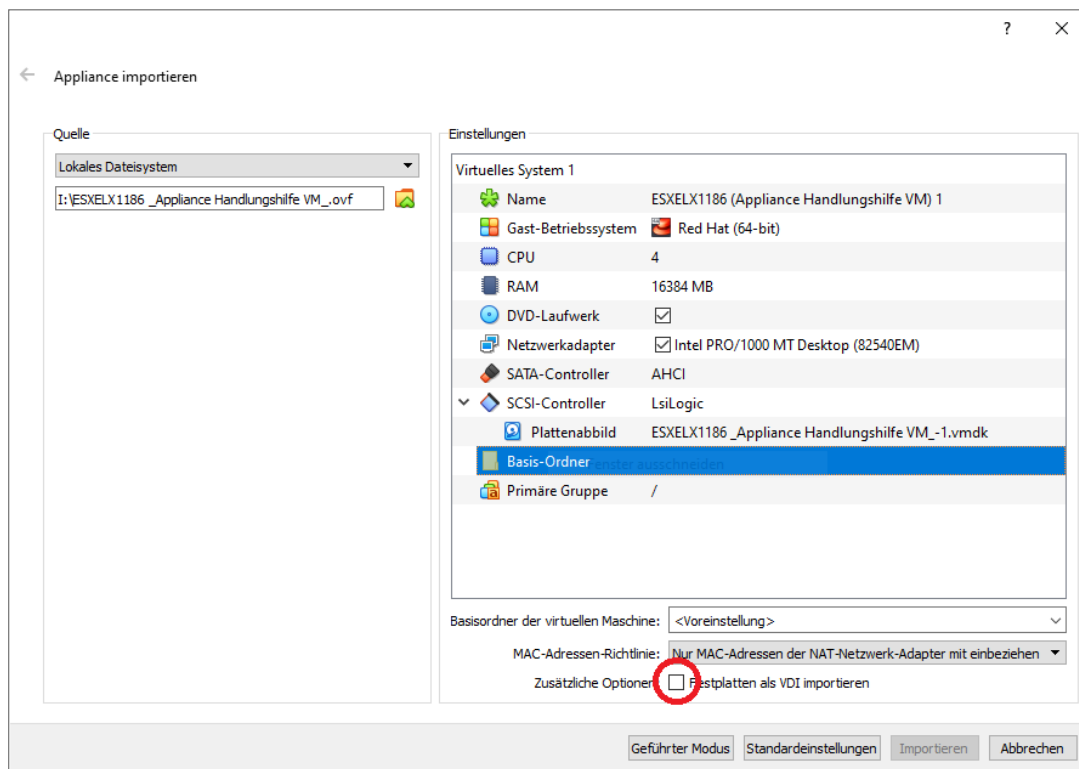 ?
Appliance importieren
Quelle
Lokales Dateisystem
I:\ESXELX1186 _Appliance Handlungshilfe VM_.ovf
Einstellungen
Virtuelles System 1
Name ESXELX1186 (Appliance Handlungshilfe VM) 1
Gast-Betriebssystem Red Hat (64-bit)
CPU 4
RAM 16384 MB
DVD-Laufwerk
Netzwerkadapter Intel PRO/1000 MT Desktop (82540EM)
SATA-Controller AHCI
SCSI-Controller LsiLogic
Plattenabbild ESXELX1186 _Appliance Handlungshilfe VM_-1.vmdk
Basis-Ordner Fenster ausschneiden
Primäre Gruppe /
Basisordner der virtuellen Maschine: <Voreinstellung>
MAC-Adressen-Richtlinie: Nur MAC-Adressen der NAT-Netzwerk-Adapter mit einbeziehen
Zusätzliche Optionen Festplatten als VDI importieren
Geführter Modus Standardeinstellungen Importieren Abbrechen